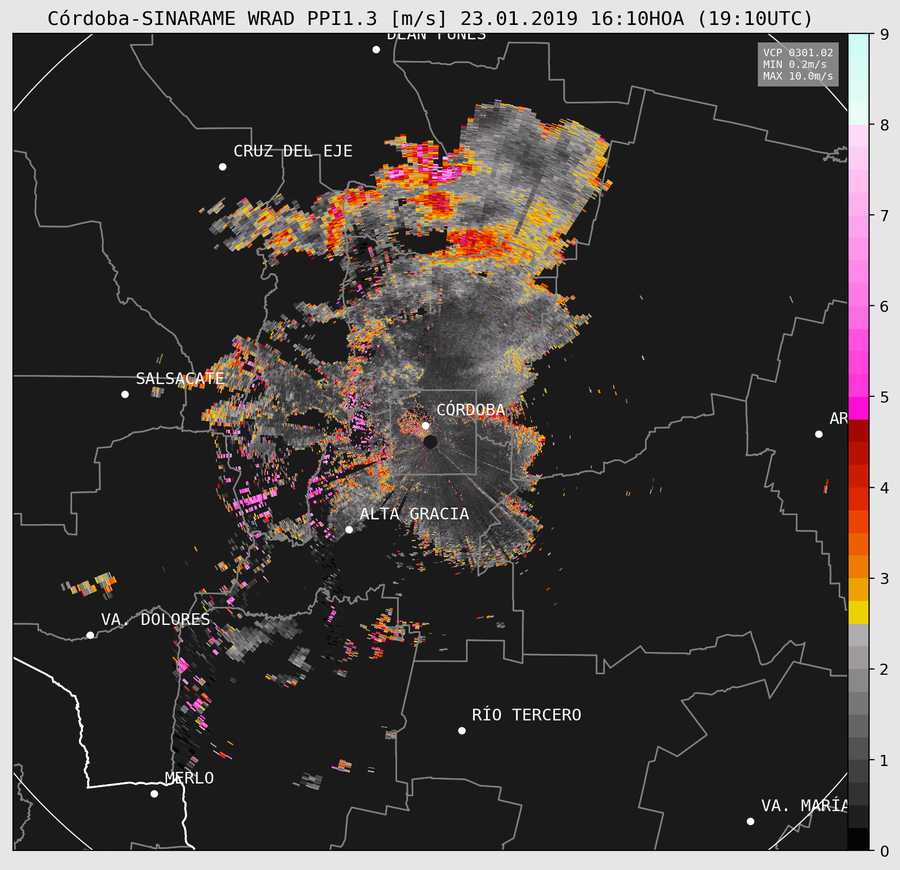 Córdoba-SINARAME WRAD PPI1.3 [m/s] 23.01.2019 16:10HOA (19:10UTC)
DEÁN FUNES
VCP 0301.02
MIN 0.2m/s
MAX 10.0m/s
CRUZ DEL EJE
SALSACATE
CÓRDOBA
AR
ALTA GRACIA
VA. DOLORES
RÍO TERCERO
MERLO
VA. MARÍA
9
8
7
6
5
4
3
2
1
0